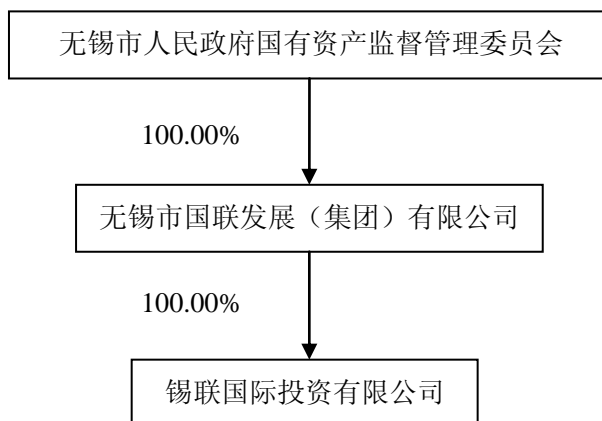 无锡市人民政府国有资产监督管理委员会
100.00%
无锡市国联发展（集团）有限公司
100.00%
锡联国际投资有限公司